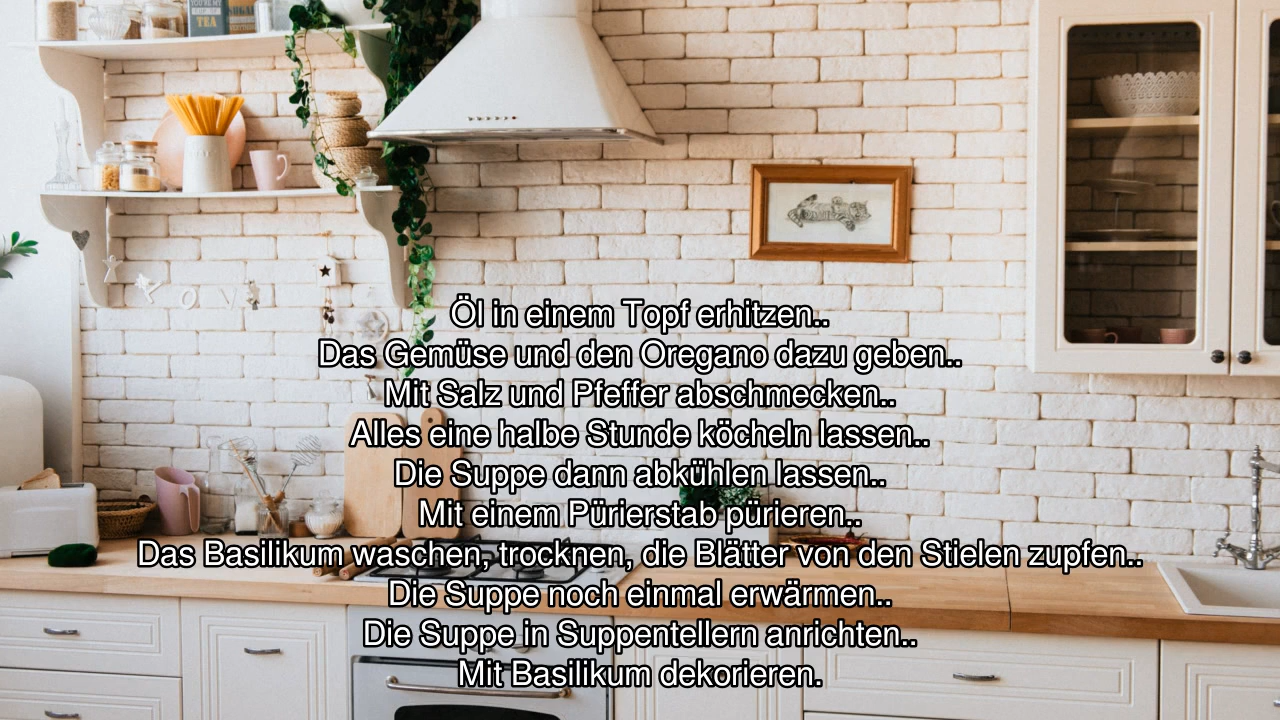 TEA
Öl in einem Topf erhitzen..
Das Gemüse und den Oregano dazu geben..
Mit Salz und Pfeffer abschmecken..
Alles eine halbe Stunde köcheln lassen..
Die Suppe dann abkühlen lassen..
Mit einem Pürierstab pürieren..
Das Basilikum waschen, trocknen, die Blätter von den Stielen zupfen..
Die Suppe noch einmal erwärmen..
Die Suppe in Suppentellern anrichten..
Mit Basilikum dekorieren.